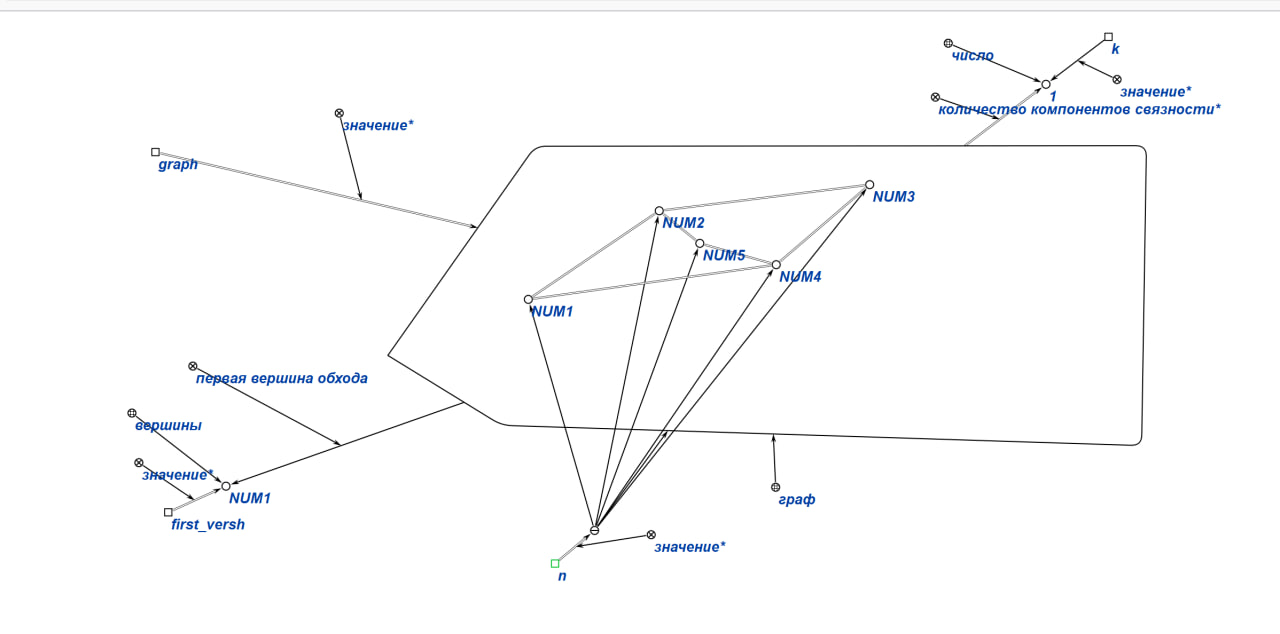 число
k
значение*
1
количество компонентов связности*
значение*
graph
NUM3
NUM2
NUM5
NUM4
NUM1
первая вершина обхода
вершины
значение*
NUM1
first_versh
граф
значение*
n